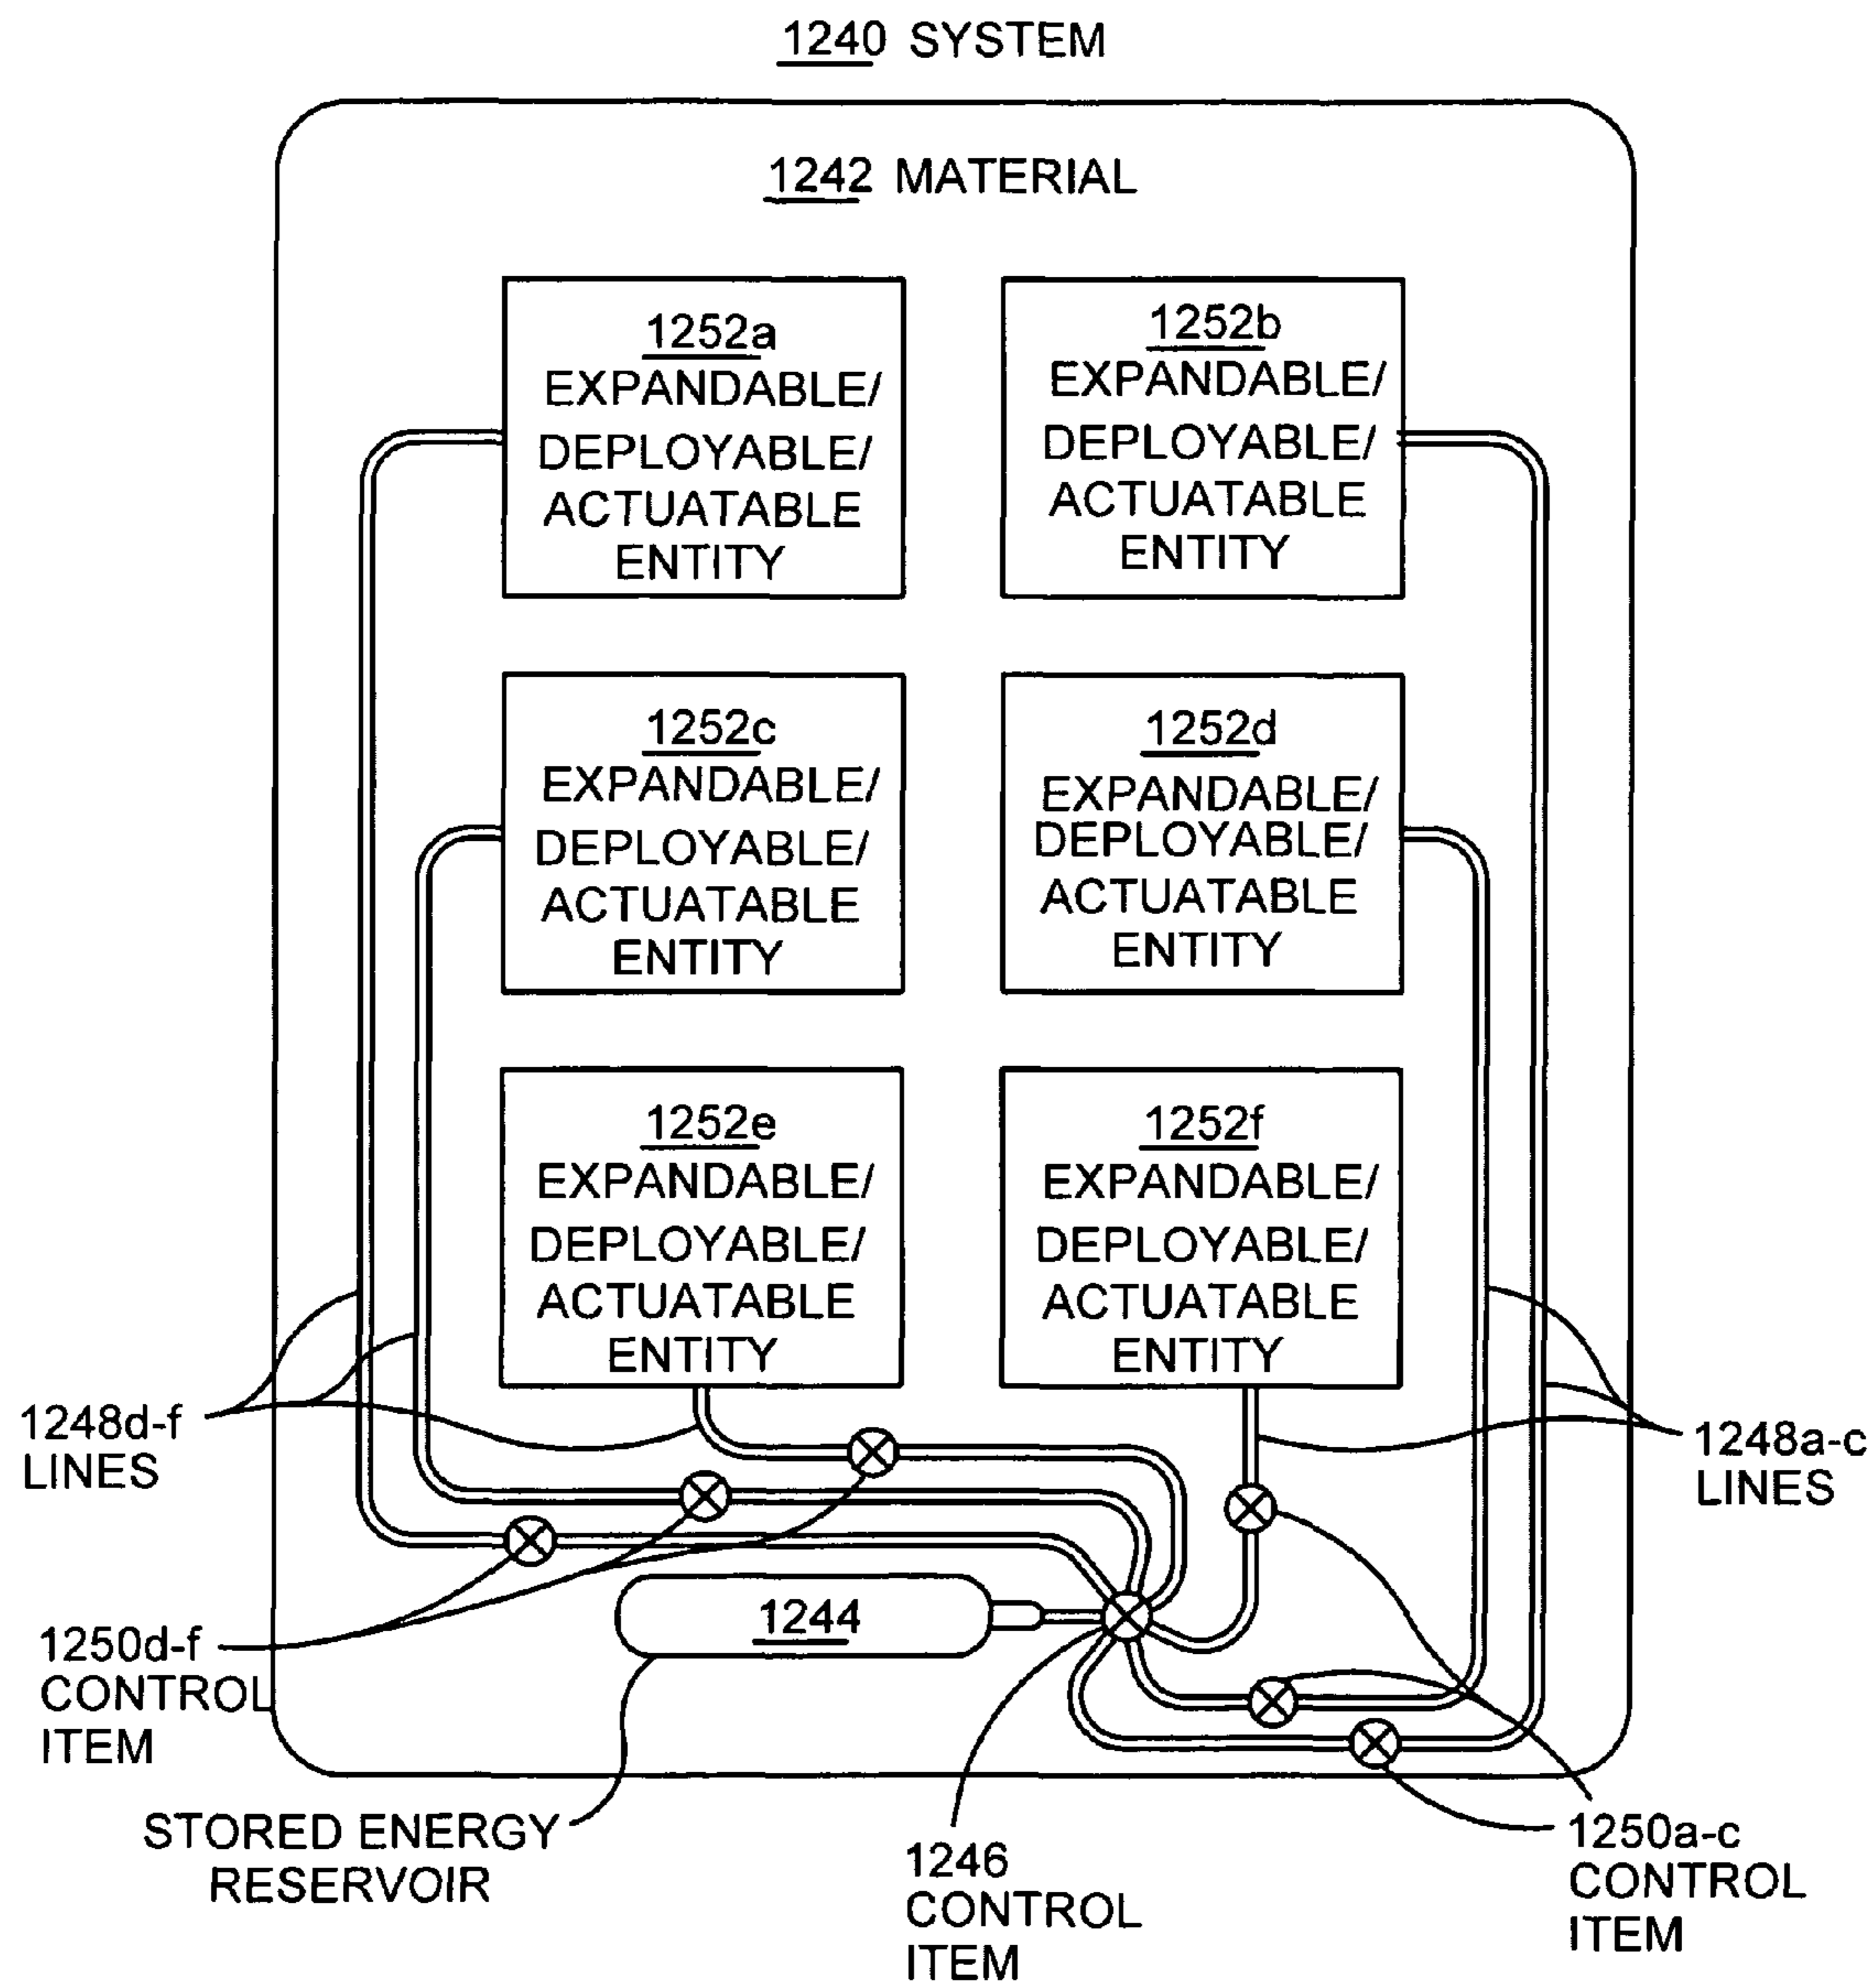 1240 SYSTEM
1242 MATERIAL
1252a
EXPANDABLE/
DEPLOYABLE/
ACTUATABLE
ENTITY
1252b
EXPANDABLE/
DEPLOYABLE/
ACTUATABLE
ENTITY
1252c
EXPANDABLE/
DEPLOYABLE/
ACTUATABLE
ENTITY
1252d
EXPANDABLE/
DEPLOYABLE/
ACTUATABLE
ENTITY
1252e
EXPANDABLE/
DEPLOYABLE/
ACTUATABLE
ENTITY
1252f
EXPANDABLE/
DEPLOYABLE/
ACTUATABLE
ENTITY
1248d-f
LINES
1248a-c
LINES
1244
1250d-f
CONTROL
ITEM
STORED ENERGY
RESERVOIR
1246
CONTROL
ITEM
1250a-c
CONTROL
ITEM